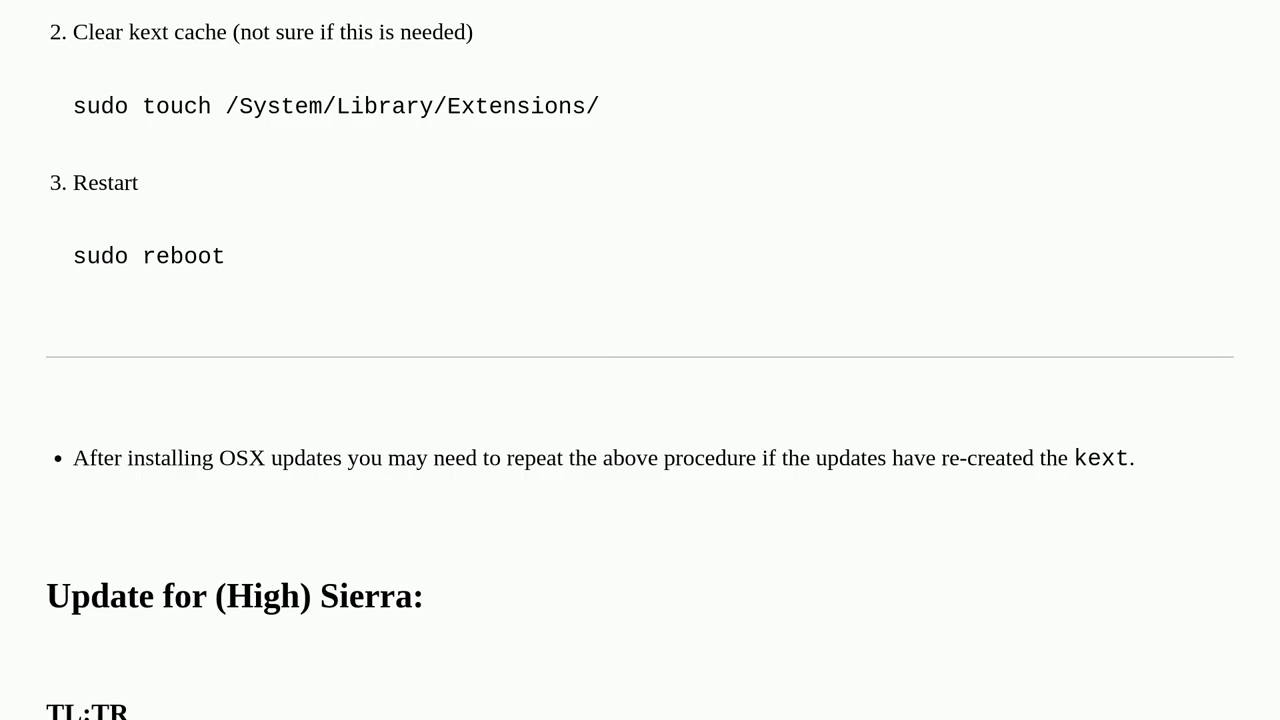 2. Clear kext cache (not sure if this is needed)
sudo touch /System/Library/Extensions/
3. Restart
sudo reboot
• After installing OSX updates you may need to repeat the above procedure if the updates have re-created the kext.
Update for (High) Sierra:
TL;TR